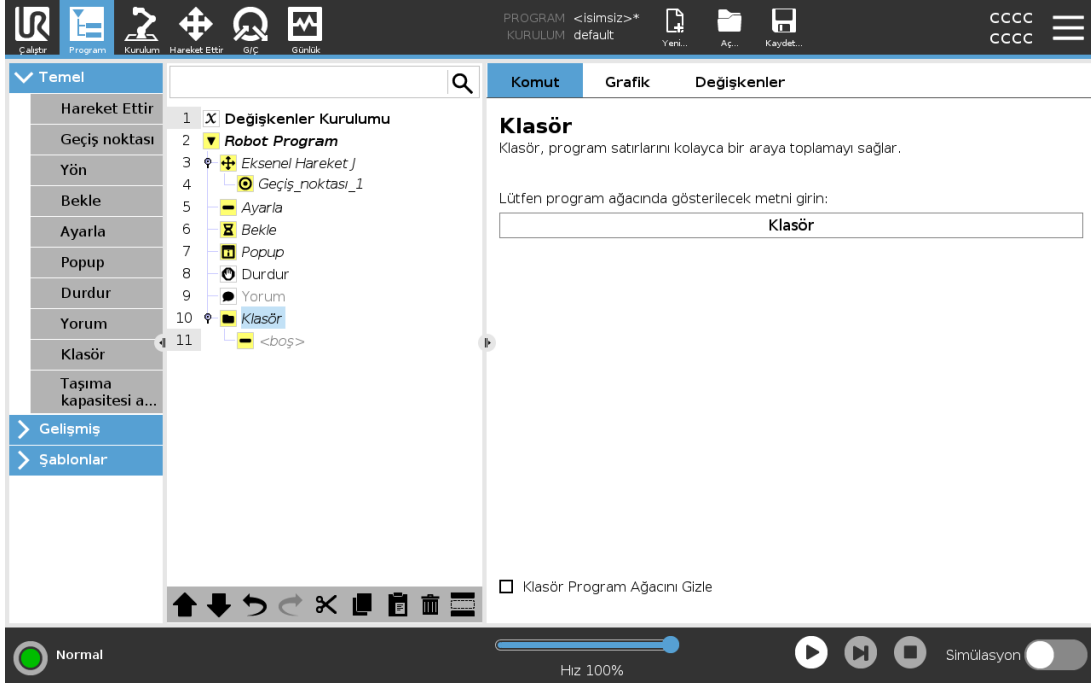 UR
Çalıştır
Program
Kurulum
Hareket Ettir
G/Ç
Günlük
PROGRAM <isimsiz>*
KURULUM default
Yeni...
Aç...
Kaydet...
CCCC
CCCC
Temel
Hareket Ettir
Geçiş noktası
Yön
Bekle
Ayarla
Popup
Durdur
Yorum
Klasör
Taşıma
kapasitesi a...
Gelişmiş
Şablonlar
1 X Değişkenler Kurulumu
2 Robot Program
3 Eksenel Hareket J
4 Geçiş_noktası_1
5 Ayarla
6 Bekle
7 Popup
8 Durdur
9 Yorum
10 Klasör
11 <boş>
Komut Grafik Değişkenler
Klasör
Klasör, program satırlarını kolayca bir araya toplamayı sağlar.
Lütfen program ağacında gösterilecek metni girin:
Klasör
Klasör Program Ağacını Gizle
Normal
Hız 100%
Simülasyon